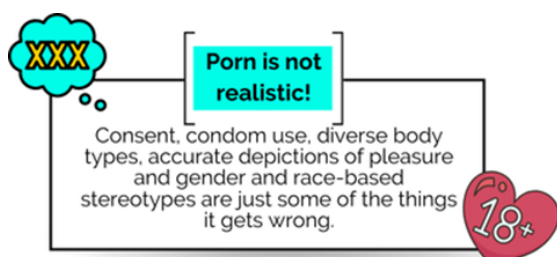 XXX
Porn is not
realistic!
Consent, condom use, diverse body
types, accurate depictions of pleasure
and gender and race-based
stereotypes are just some of the things
it gets wrong.
18+